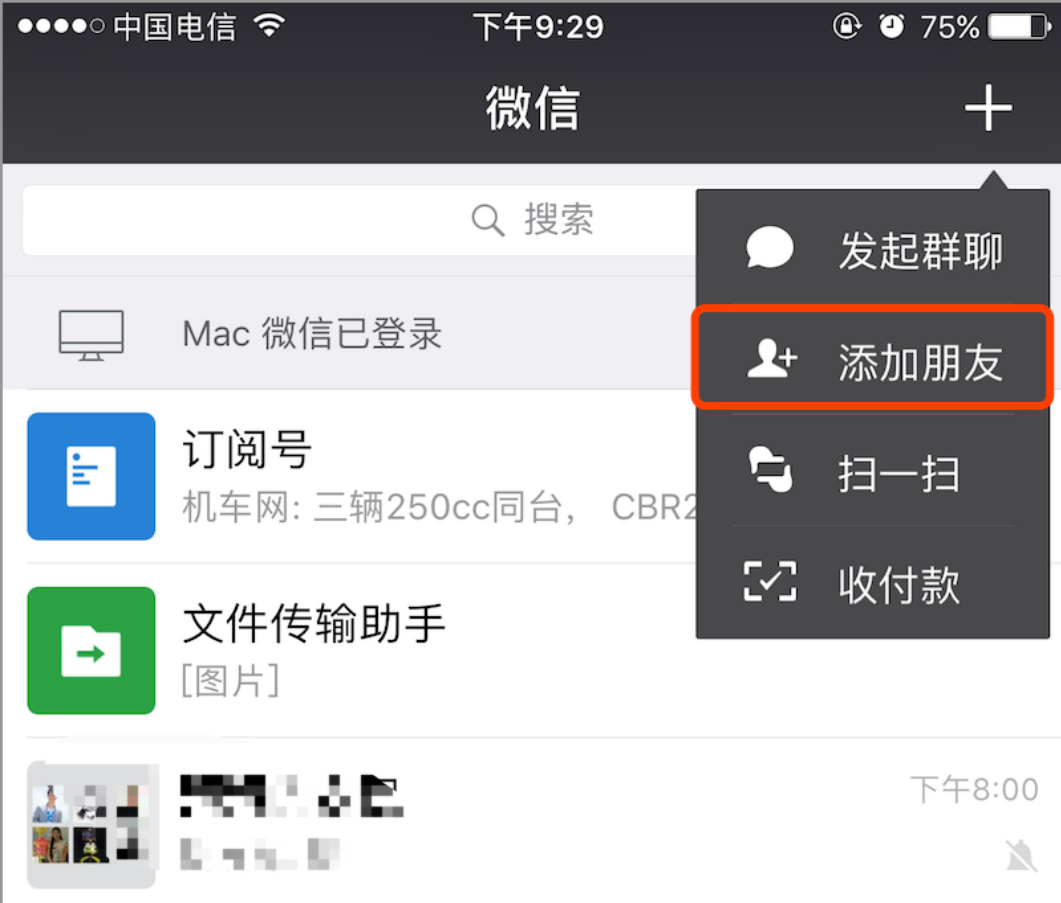 中国电信 下午9:29 75%
微信
搜索
发起群聊
Mac 微信已登录
添加朋友
订阅号
扫一扫
机车网: 三辆250cc同台， CBR2
收付款
文件传输助手
[图片]
下午8:00